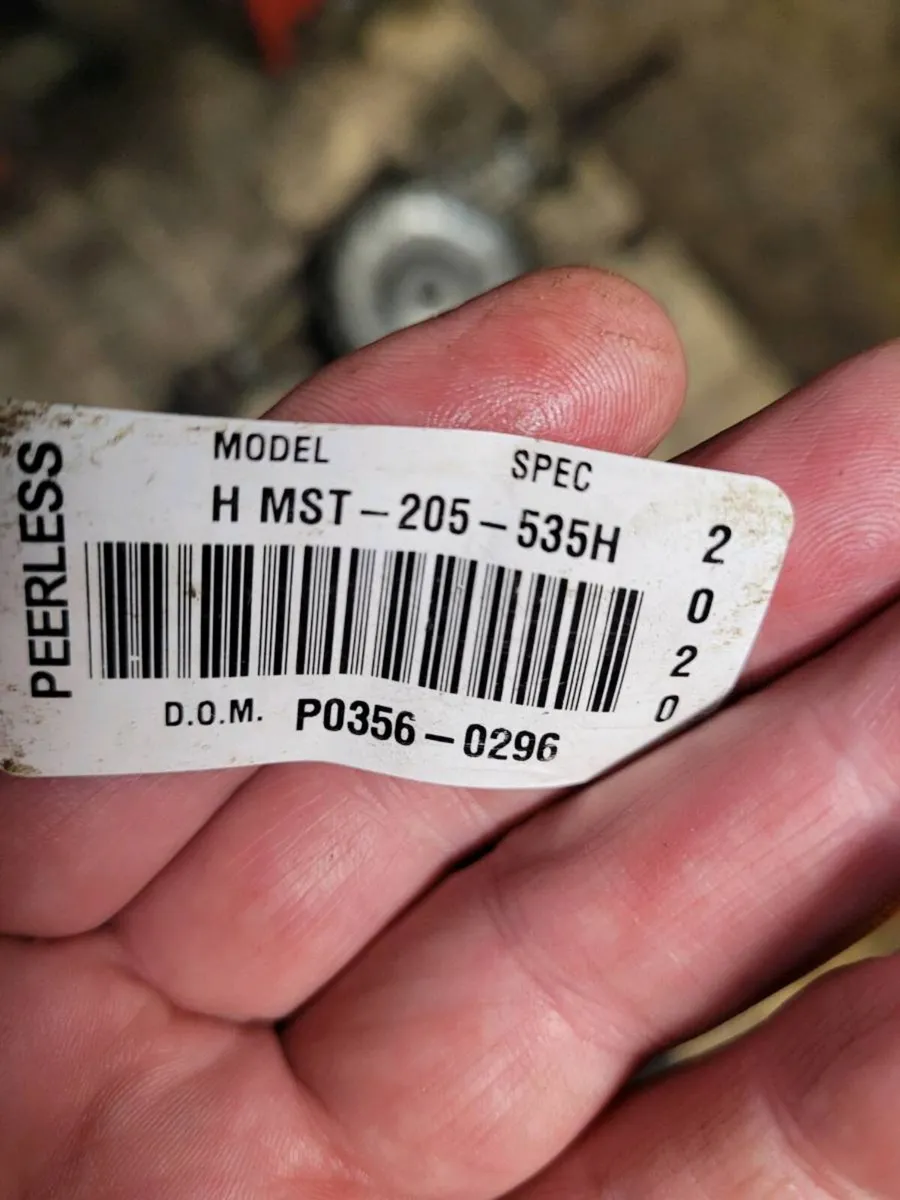 PEERLESS
MODEL SPEC
H MST-205-535H
D.O.M. P0356-0296
2020